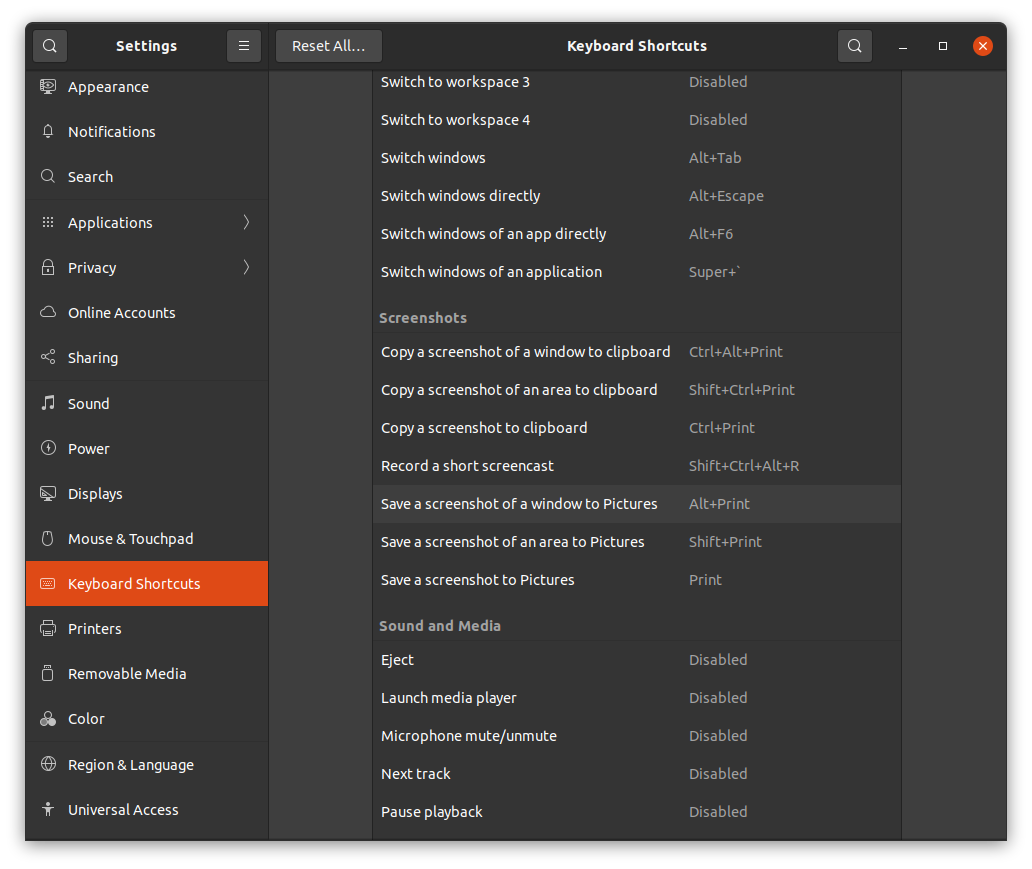 Settings
Reset All…
Keyboard Shortcuts
Appearance
Notifications
Search
Applications
Privacy
Online Accounts
Sharing
Sound
Power
Displays
Mouse & Touchpad
Keyboard Shortcuts
Printers
Removable Media
Color
Region & Language
Universal Access
Switch to workspace 3 Disabled
Switch to workspace 4 Disabled
Switch windows Alt+Tab
Switch windows directly Alt+Escape
Switch windows of an app directly Alt+F6
Switch windows of an application Super+`
Screenshots
Copy a screenshot of a window to clipboard Ctrl+Alt+Print
Copy a screenshot of an area to clipboard Shift+Ctrl+Print
Copy a screenshot to clipboard Ctrl+Print
Record a short screencast Shift+Ctrl+Alt+R
Save a screenshot of a window to Pictures Alt+Print
Save a screenshot of an area to Pictures Shift+Print
Save a screenshot to Pictures Print
Sound and Media
Eject Disabled
Launch media player Disabled
Microphone mute/unmute Disabled
Next track Disabled
Pause playback Disabled